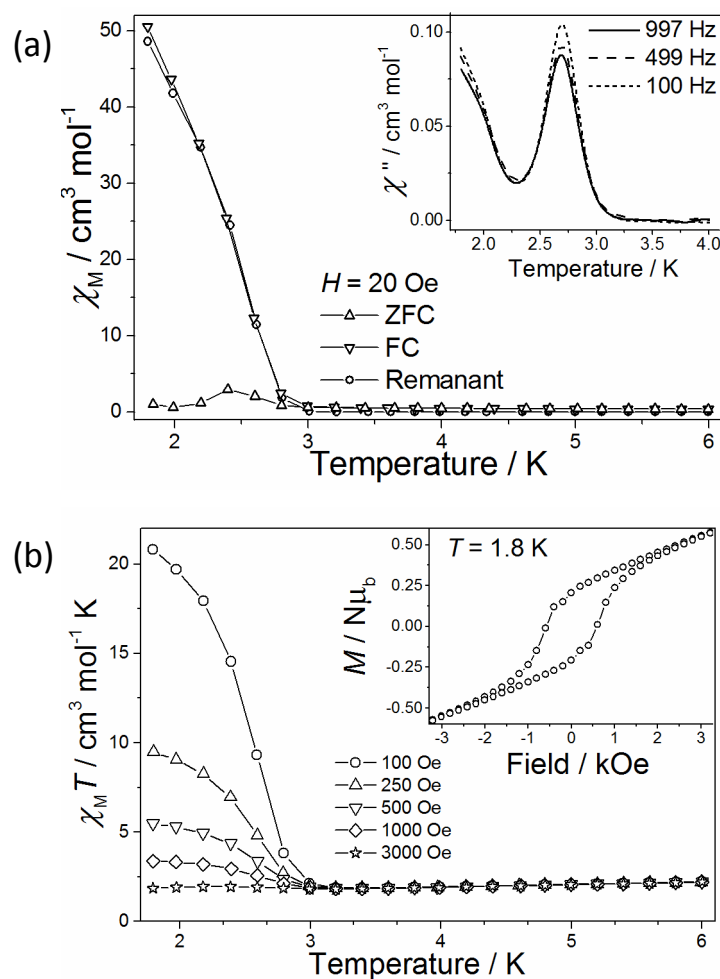 (a)
χM / cm³ mol⁻¹
50
40
30
20
10
0
2
3
4
5
6
Temperature / K
H = 20 Oe
ZFC
FC
Remanant
χ'' / cm³ mol⁻¹
0.10
0.05
0.00
2.0
2.5
3.0
3.5
4.0
Temperature / K
997 Hz
499 Hz
100 Hz
(b)
χMT / cm³ mol⁻¹ K
20
15
10
5
0
2
3
4
5
6
Temperature / K
100 Oe
250 Oe
500 Oe
1000 Oe
3000 Oe
T = 1.8 K
M / Nμb
0.50
0.25
0.00
-0.25
-0.50
-3
-2
-1
0
1
2
3
Field / kOe